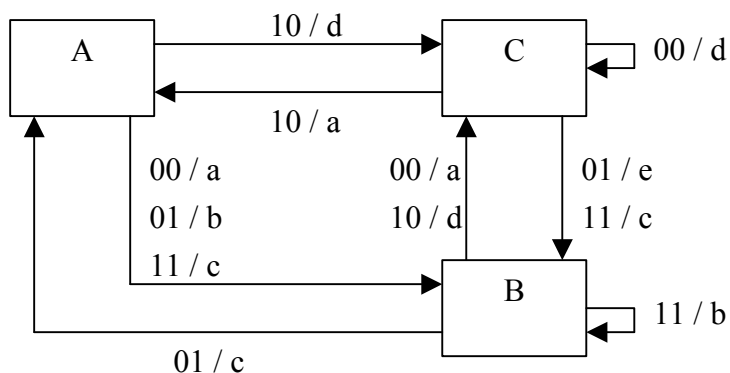 10 / d
A
C
00 / d
10 / a
00 / a
01 / b
11 / c
00 / a
10 / d
01 / e
11 / c
B
11 / b
01 / c